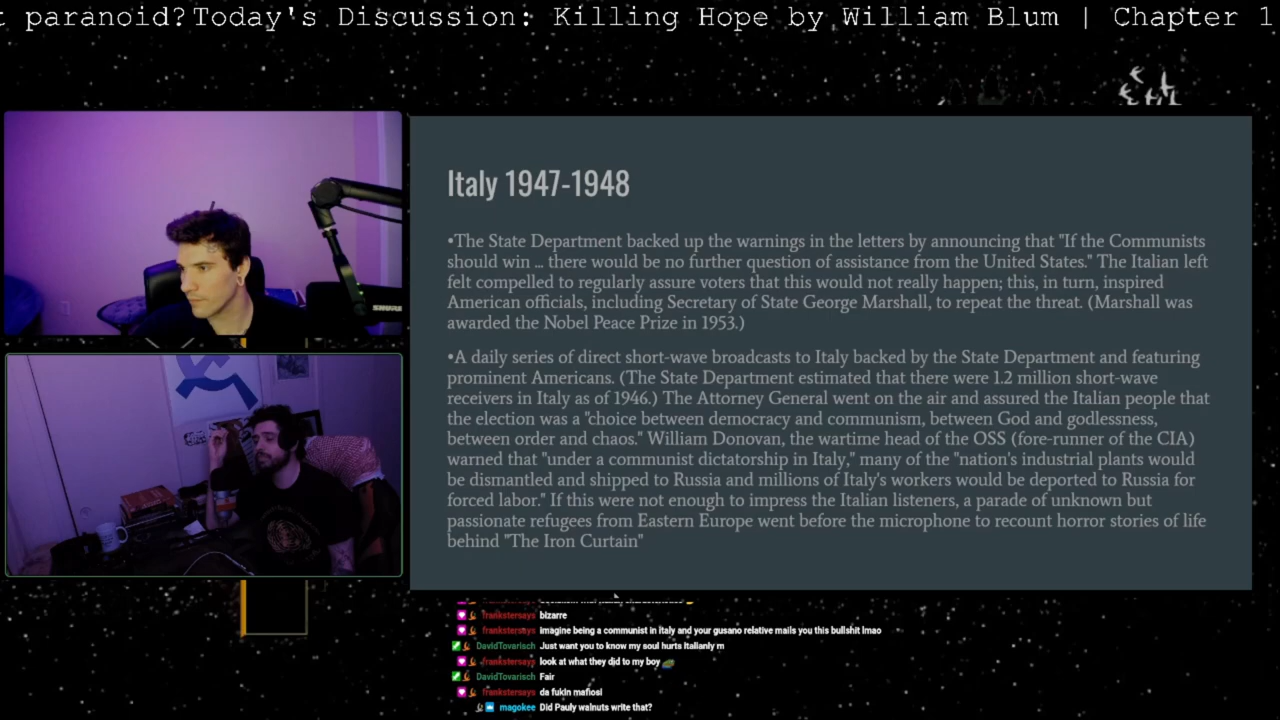 t paranoid?Today's Discussion: Killing Hope by William Blum | Chapter 1
Italy 1947-1948
•The State Department backed up the warnings in the letters by announcing that "If the Communists
should win ... there would be no further question of assistance from the United States." The Italian left
felt compelled to regularly assure voters that this would not really happen; this, in turn, inspired
American officials, including Secretary of State George Marshall, to repeat the threat. (Marshall was
awarded the Nobel Peace Prize in 1953.)
•A daily series of direct short-wave broadcasts to Italy backed by the State Department and featuring
prominent Americans. (The State Department estimated that there were 1.2 million short-wave
receivers in Italy as of 1946.) The Attorney General went on the air and assured the Italian people that
the election was a "choice between democracy and communism, between God and godlessness,
between order and chaos." William Donovan, the wartime head of the OSS (fore-runner of the CIA)
warned that "under a communist dictatorship in Italy," many of the "nation's industrial plants would
be dismantled and shipped to Russia and millions of Italy's workers would be deported to Russia for
forced labor." If this were not enough to impress the Italian listeners, a parade of unknown but
passionate refugees from Eastern Europe went before the microphone to recount horror stories of life
behind "The Iron Curtain"
frankstersays bizarre
frankstersays imagine being a communist in italy and your gusano relative mails you this bullshit lmao
DavidTovarisch Just want you to know my soul hurts Italianly m
frankstersays look at what they did to my boy
DavidTovarisch Fair
frankstersays da fukin mafiosi
magokee Did Pauly walnuts write that?